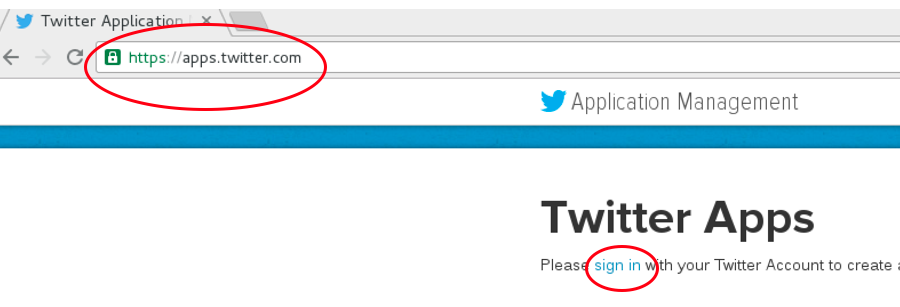 Twitter Application
https://apps.twitter.com
Application Management
Twitter Apps
Please sign in with your Twitter Account to create